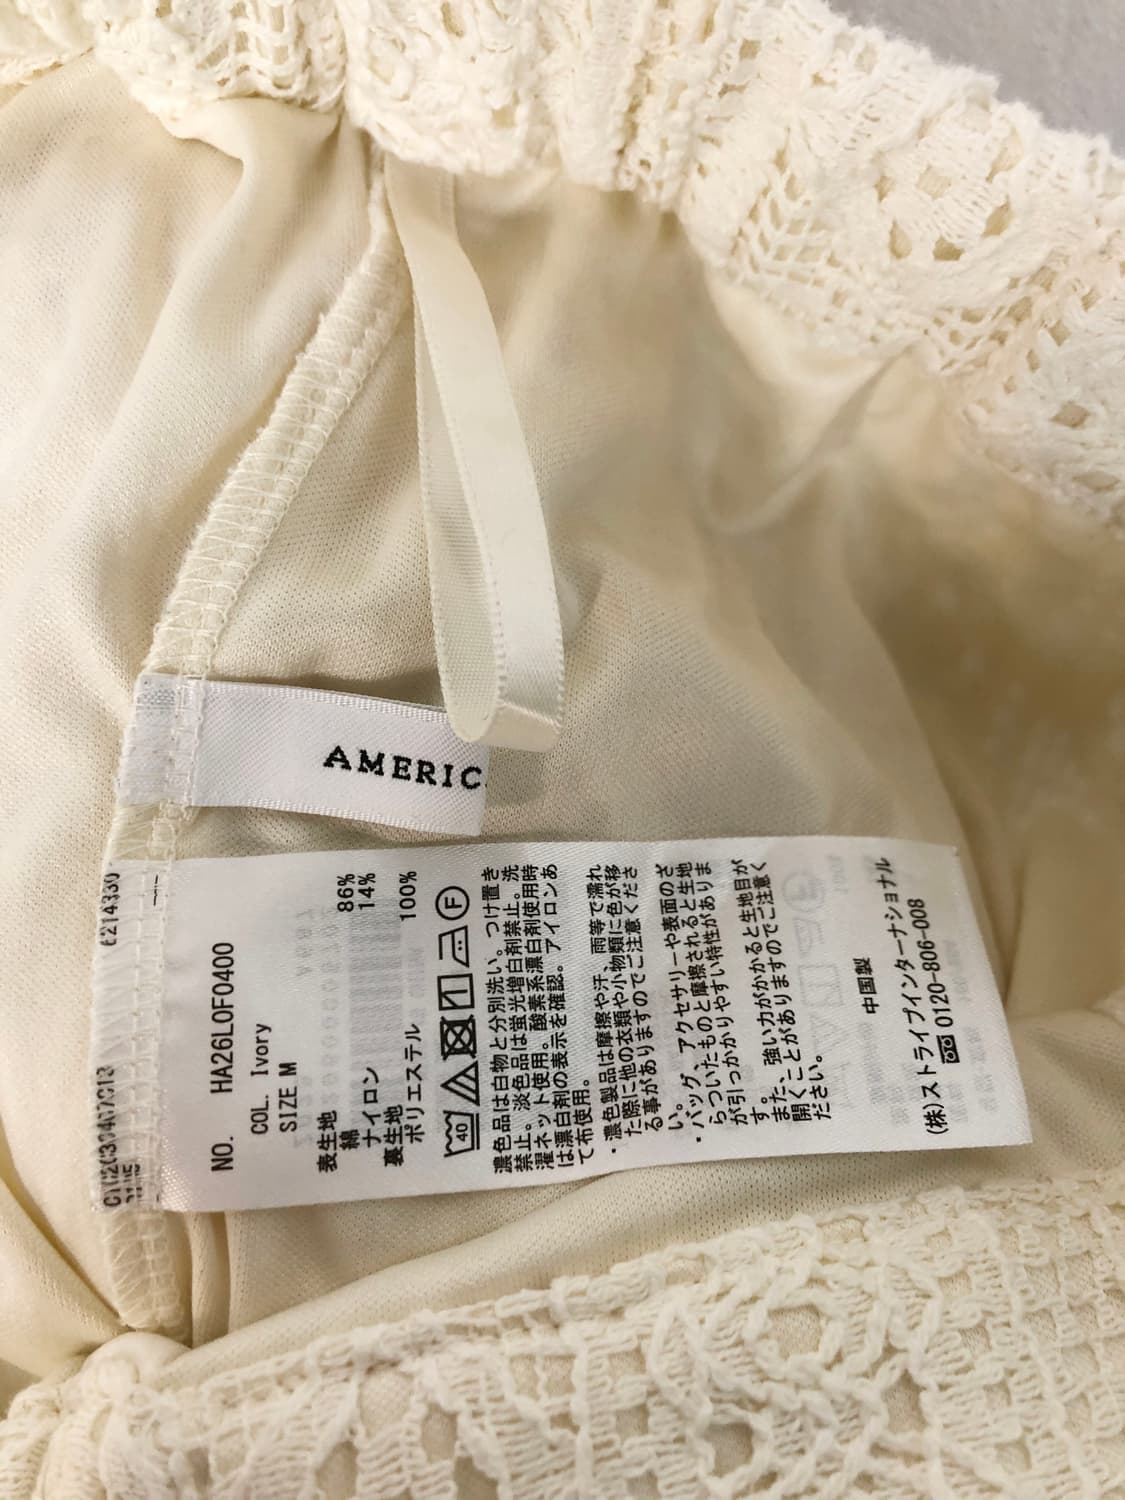 AMERIC
NO. HA26L0F0400
COL. Ivory
SIZE M
表生地
綿 86%
ナイロン 14%
裏生地
ポリエステル 100%
40
F
濃色品は白物と分別洗い。つけ置き
禁止。淡色品は蛍光増白剤禁止。洗
濯ネット使用。酸素系漂白剤使用時
は漂白剤の表示を確認。アイロンあ
て布使用。
・濃色製品は摩擦や汗、雨等で濡れ
た際に他の衣類や小物類に色が移
る事がありますのでご注意くださ
い。
・バッグ、アクセサリーや表面のざ
らついたものと摩擦されると生地
が引っかかりやすい特性がありま
す。
また、強い力がかかると生地目が
開くことがありますのでご注意く
ださい。
中国製
(株)ストライプインターナショナル
0120-806-008